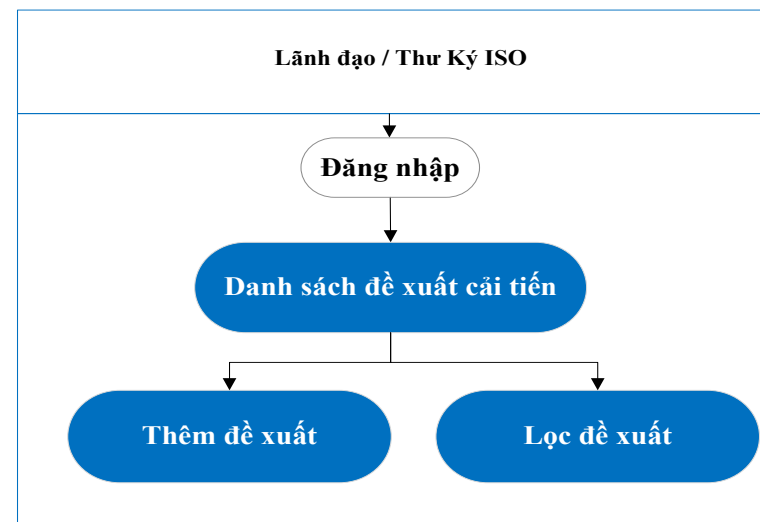 Lãnh đạo / Thư Ký ISO
Đăng nhập
Danh sách đề xuất cải tiến
Thêm đề xuất
Lọc đề xuất